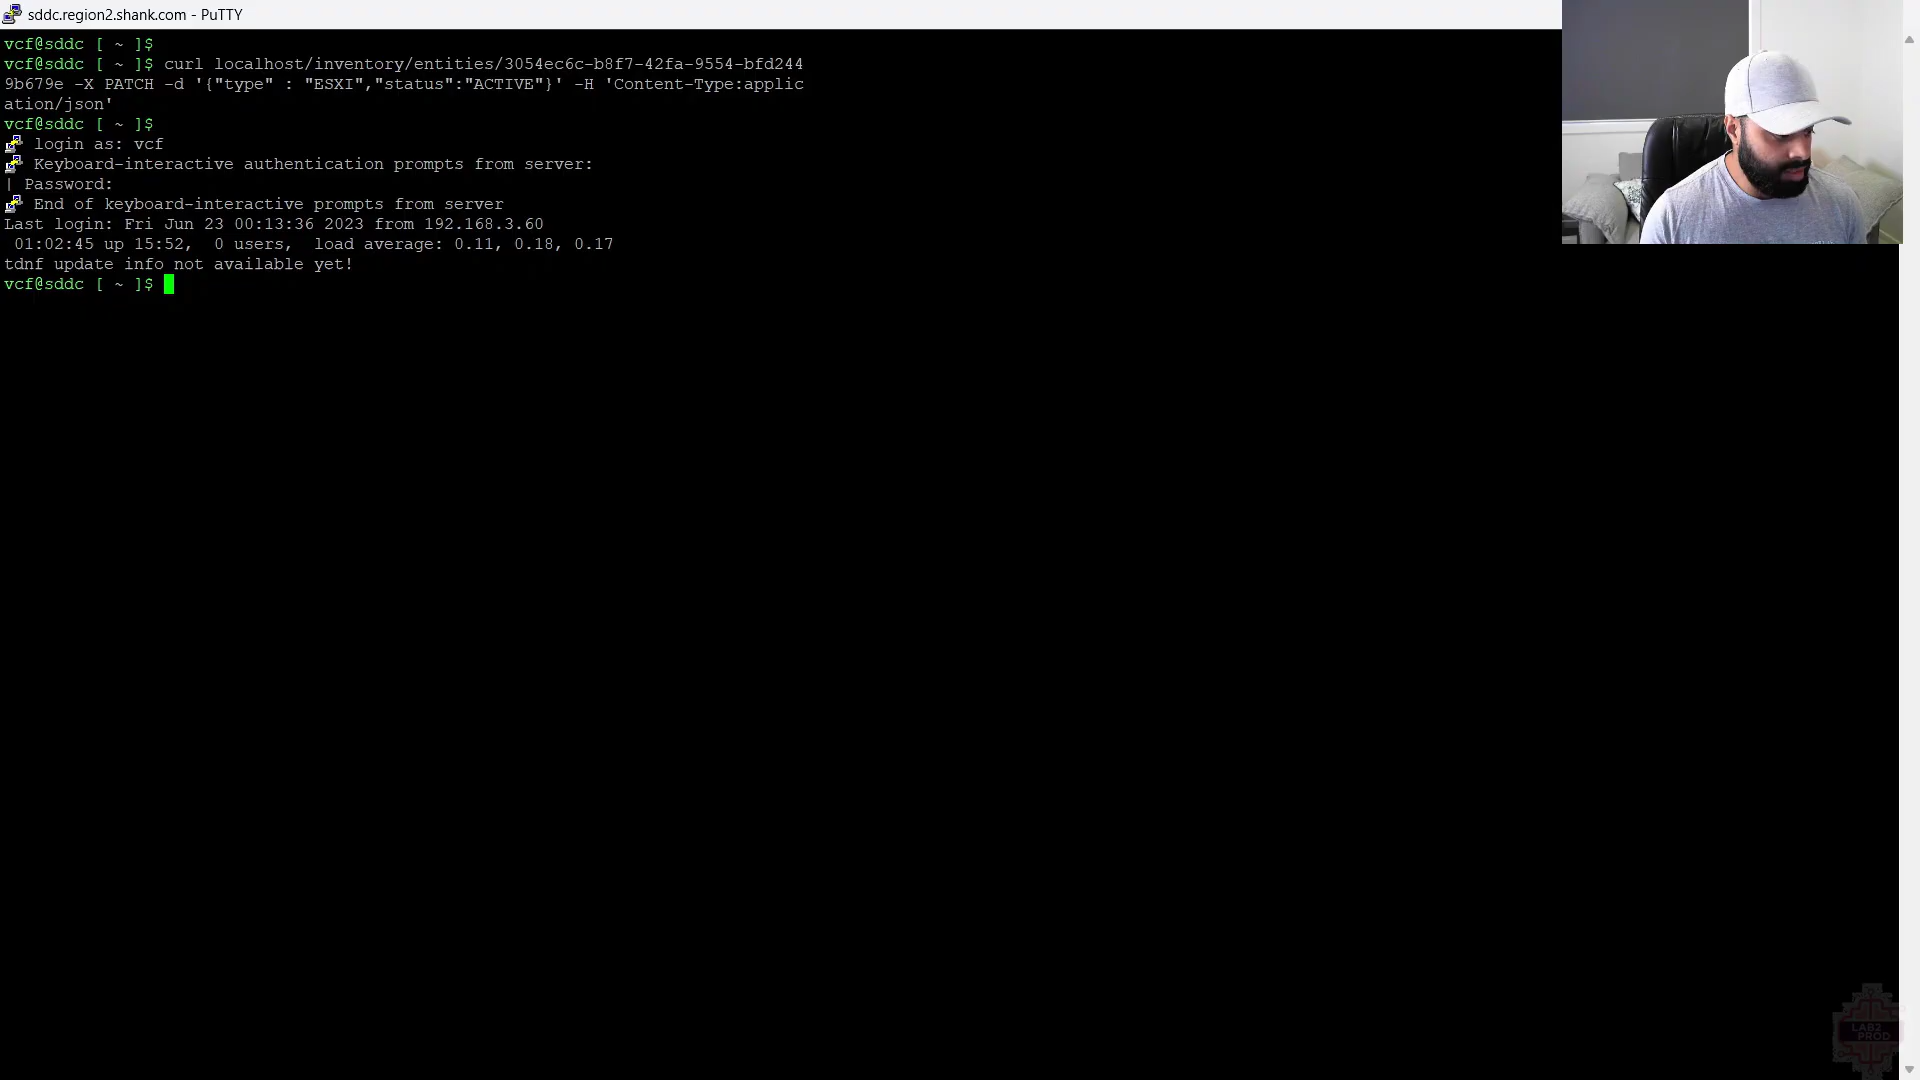 sddc.region2.shank.com - PuTTY
vcf@sddc [ ~ ]$
vcf@sddc [ ~ ]$ curl localhost/inventory/entities/3054ec6c-b8f7-42fa-9554-bfd244
9b679e -X PATCH -d '{"type" : "ESXI","status":"ACTIVE"}' -H 'Content-Type:applic
ation/json'
vcf@sddc [ ~ ]$
login as: vcf
Keyboard-interactive authentication prompts from server:
| Password:
End of keyboard-interactive prompts from server
Last login: Fri Jun 23 00:13:36 2023 from 192.168.3.60
01:02:45 up 15:52,  0 users,  load average: 0.11, 0.18, 0.17
tdnf update info not available yet!
vcf@sddc [ ~ ]$
LAB2
PROD